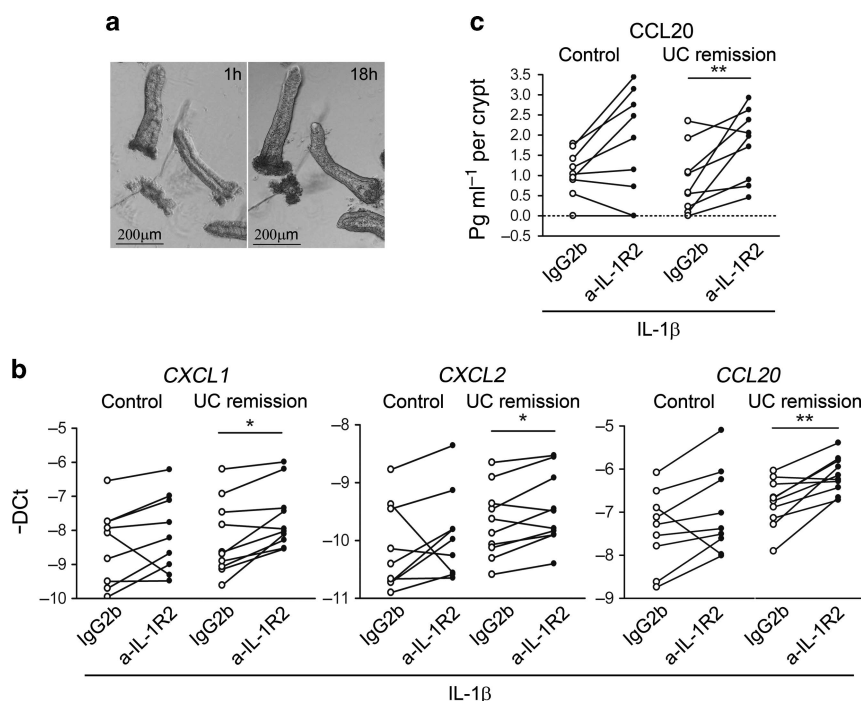 a
1h
18h
200μm
200μm
c
CCL20
Control
UC remission
**
Pg ml⁻¹ per crypt
3.5
3.0
2.5
2.0
1.5
1.0
0.5
0.0
–0.5
IgG2b
a-IL-1R2
IgG2b
a-IL-1R2
IL-1β
b
CXCL1
Control
UC remission
*
–DCt
–5
–6
–7
–8
–9
–10
IgG2b
a-IL-1R2
IgG2b
a-IL-1R2
CXCL2
Control
UC remission
*
–8
–9
–10
–11
IgG2b
a-IL-1R2
IgG2b
a-IL-1R2
CCL20
Control
UC remission
**
–5
–6
–7
–8
–9
IgG2b
a-IL-1R2
IgG2b
a-IL-1R2
IL-1β